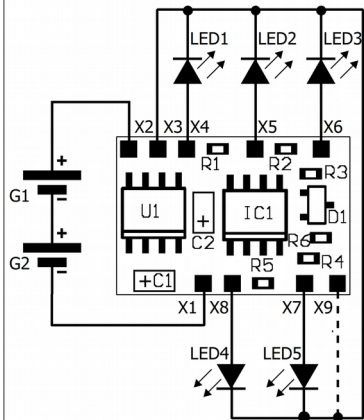 LED1 LED2 LED3
X2 X3 X4 X5 X6
R1 R2
+
G1
R3
-
U1 + IC1 D1
C2
+
R6
G2
R5 R4
-
+C1
X1 X8 X7 X9
LED4 LED5